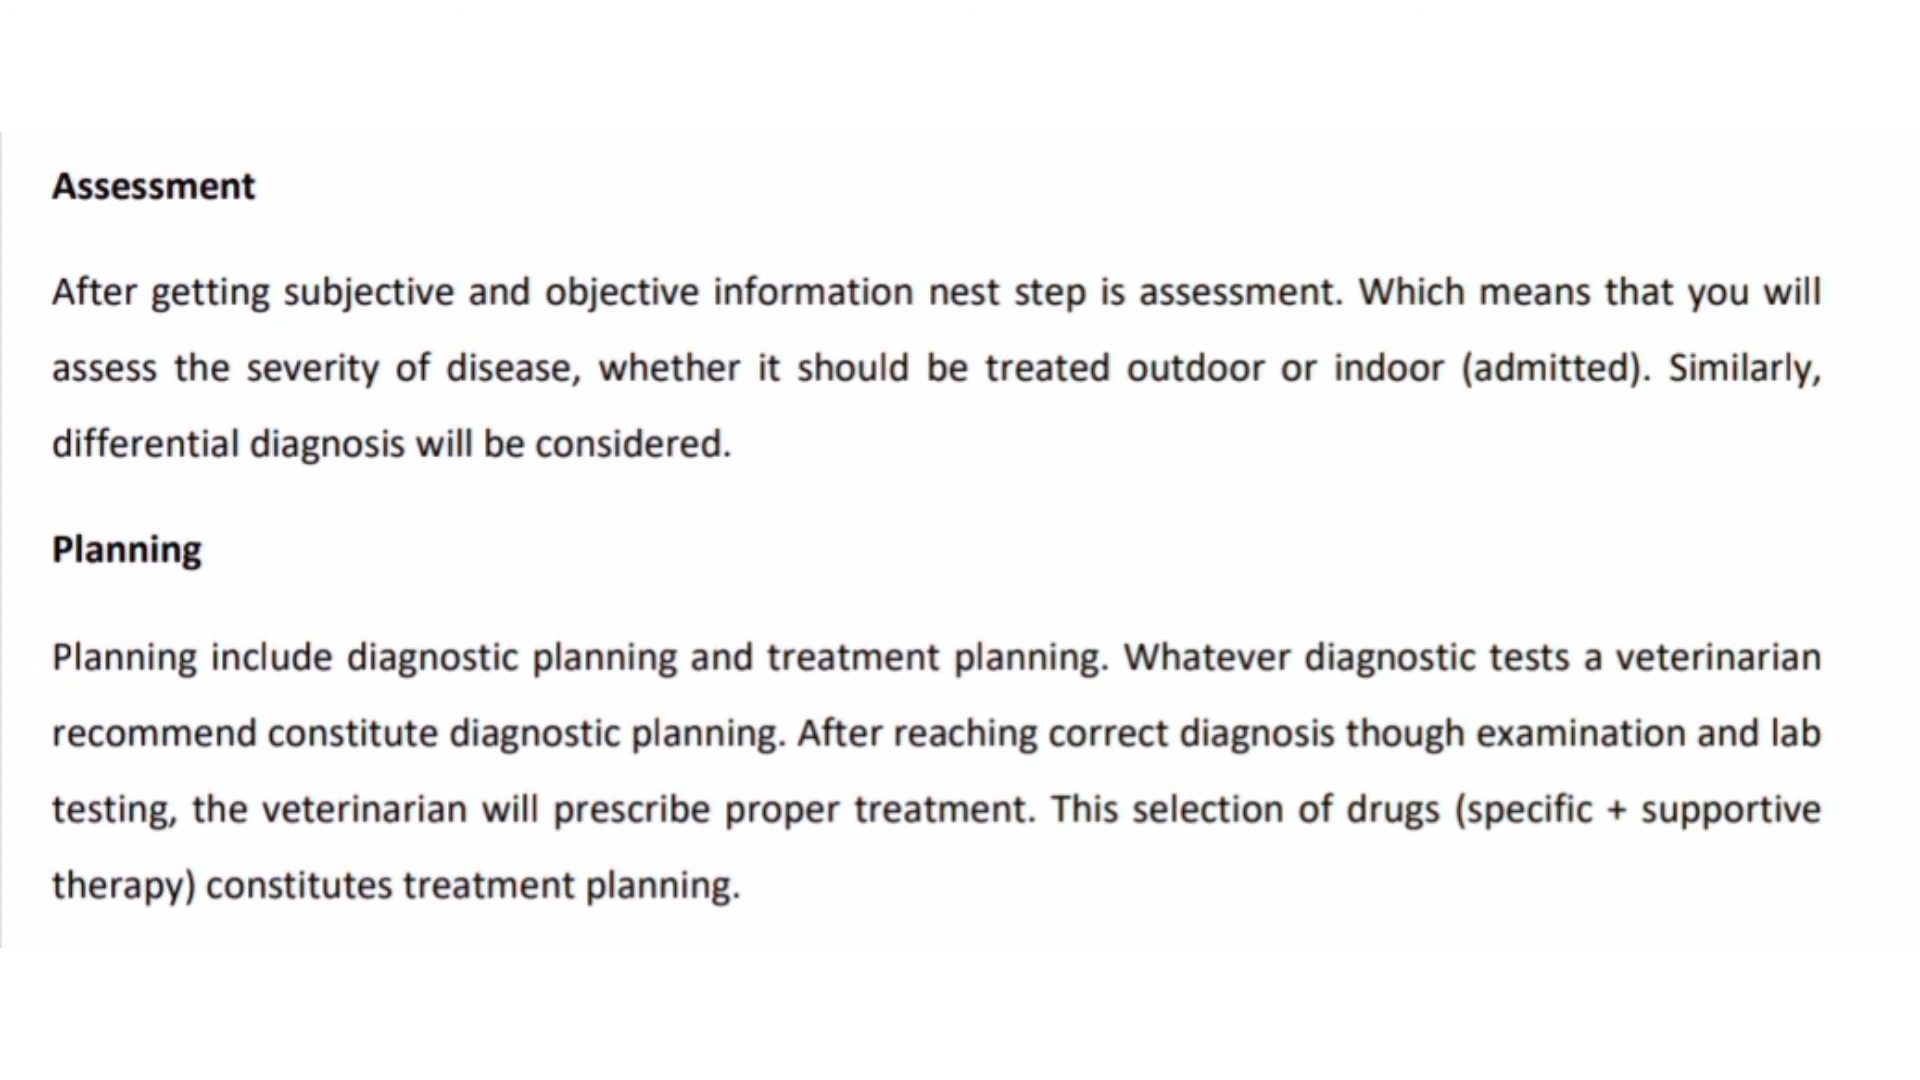 Assessment
After getting subjective and objective information nest step is assessment. Which means that you will
assess the severity of disease, whether it should be treated outdoor or indoor (admitted). Similarly,
differential diagnosis will be considered.
Planning
Planning include diagnostic planning and treatment planning. Whatever diagnostic tests a veterinarian
recommend constitute diagnostic planning. After reaching correct diagnosis though examination and lab
testing, the veterinarian will prescribe proper treatment. This selection of drugs (specific + supportive
therapy) constitutes treatment planning.